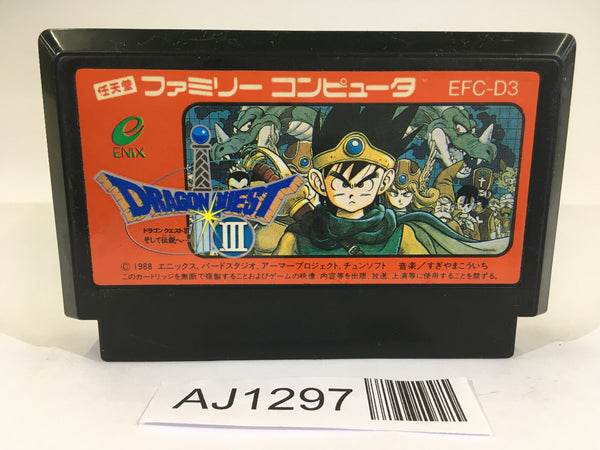 任天堂 ファミリー コンピュータ™ EFC-D3
ENIX
DRAGON QUEST
III
ドラゴンクエストⅢ
そして伝説へ…
© 1988 エニックス, バードスタジオ, アーマープロジェクト, チュンソフト 音楽／すぎやまこういち
このカートリッジを無断で複製することおよびゲームの映像, 内容等を出版, 放送, 上演等に使用することを禁ずる。
AJ1297